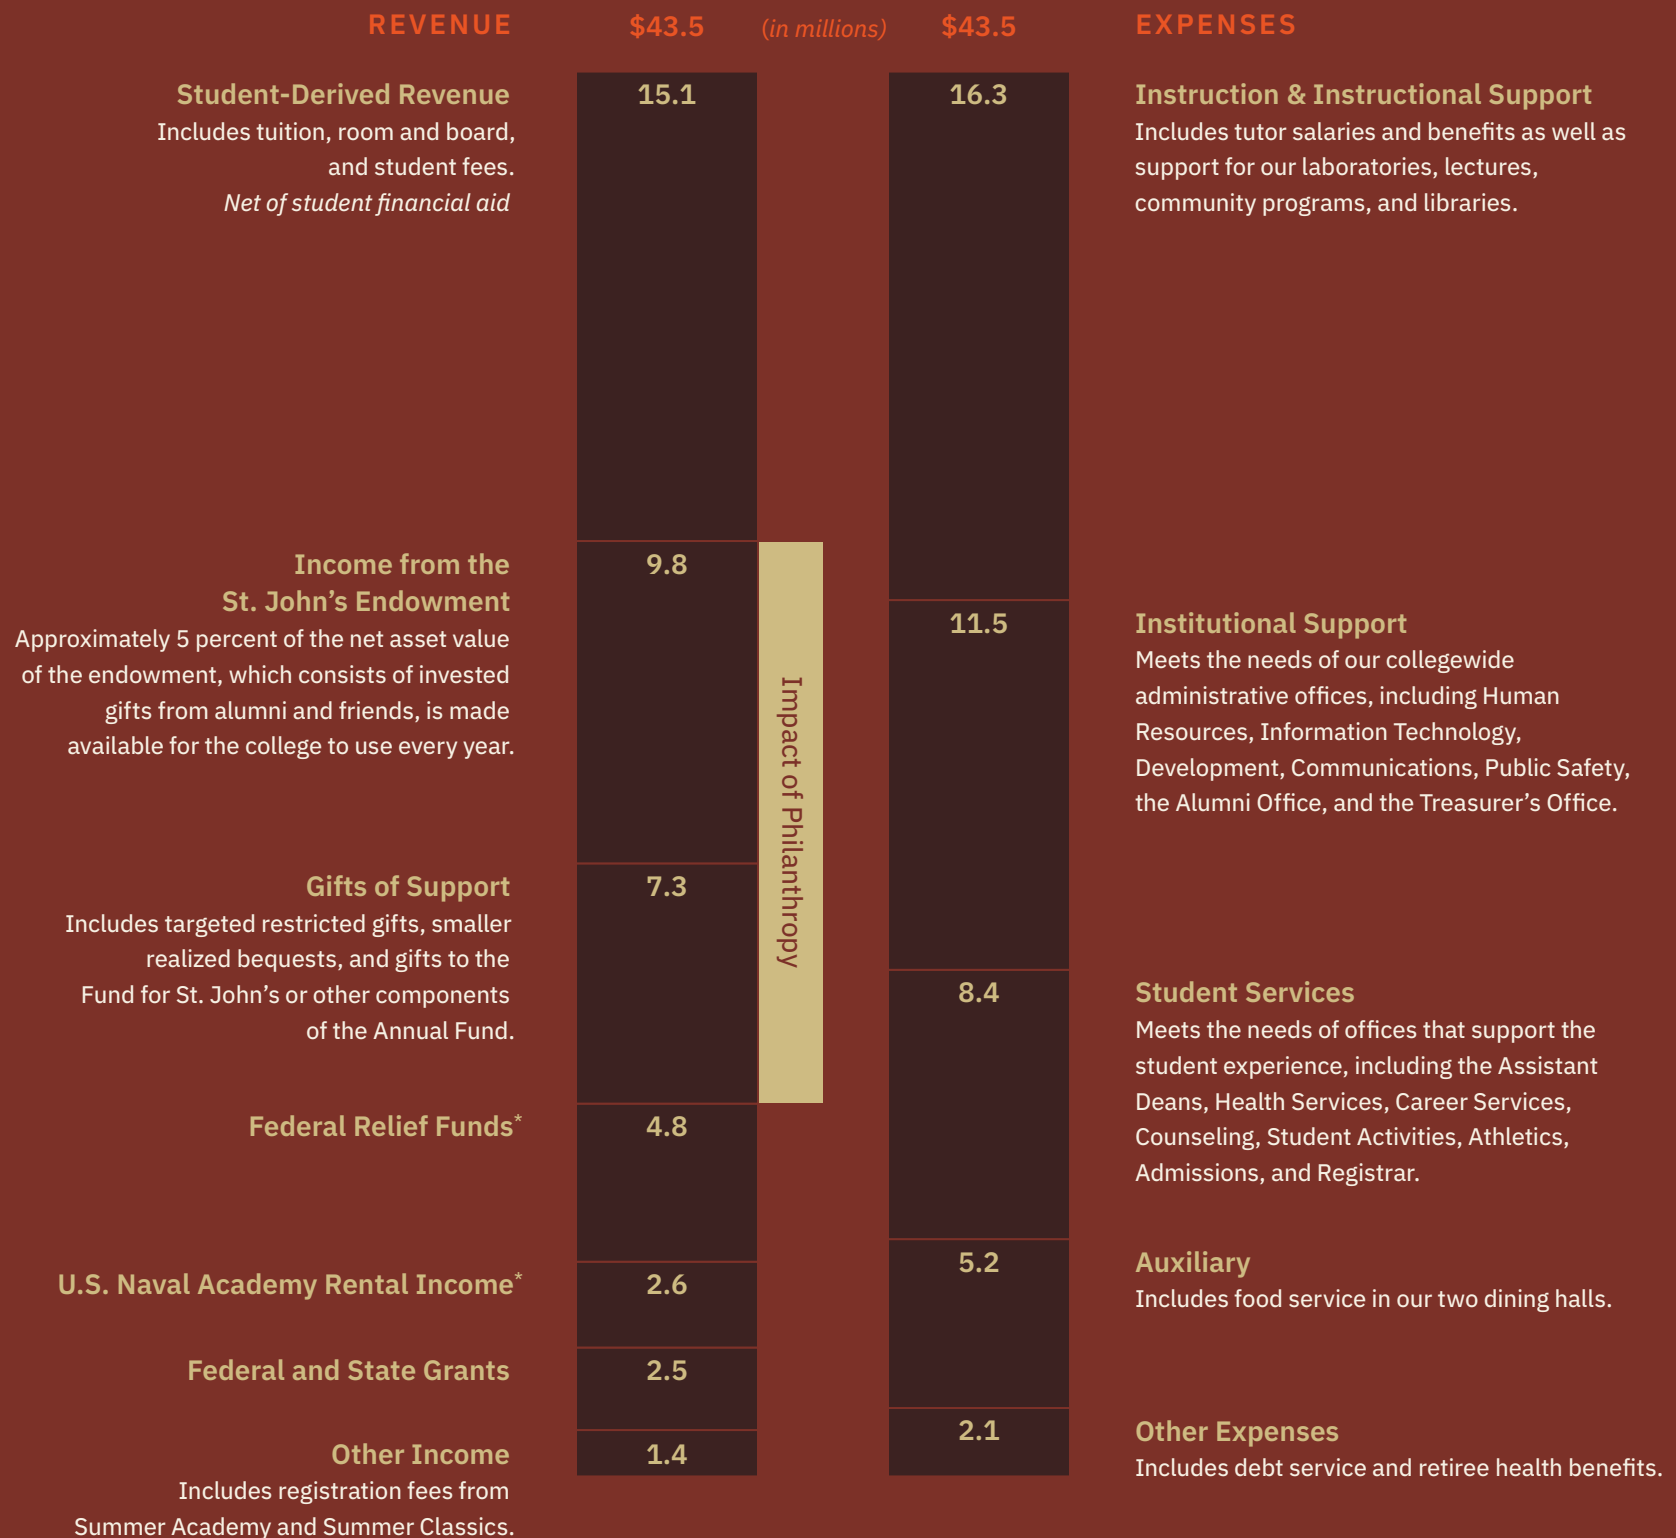 REVENUE $43.5 (in millions) $43.5 EXPENSES
Student-Derived Revenue
Includes tuition, room and board,
and student fees.
Net of student financial aid
15.1
Income from the
St. John’s Endowment
Approximately 5 percent of the net asset value
of the endowment, which consists of invested
gifts from alumni and friends, is made
available for the college to use every year.
9.8
Gifts of Support
Includes targeted restricted gifts, smaller
realized bequests, and gifts to the
Fund for St. John’s or other components
of the Annual Fund.
7.3
Impact of Philanthropy
Federal Relief Funds*
4.8
U.S. Naval Academy Rental Income*
2.6
Federal and State Grants
2.5
Other Income
Includes registration fees from
Summer Academy and Summer Classics.
1.4
16.3
Instruction & Instructional Support
Includes tutor salaries and benefits as well as
support for our laboratories, lectures,
community programs, and libraries.
11.5
Institutional Support
Meets the needs of our collegewide
administrative offices, including Human
Resources, Information Technology,
Development, Communications, Public Safety,
the Alumni Office, and the Treasurer’s Office.
8.4
Student Services
Meets the needs of offices that support the
student experience, including the Assistant
Deans, Health Services, Career Services,
Counseling, Student Activities, Athletics,
Admissions, and Registrar.
5.2
Auxiliary
Includes food service in our two dining halls.
2.1
Other Expenses
Includes debt service and retiree health benefits.